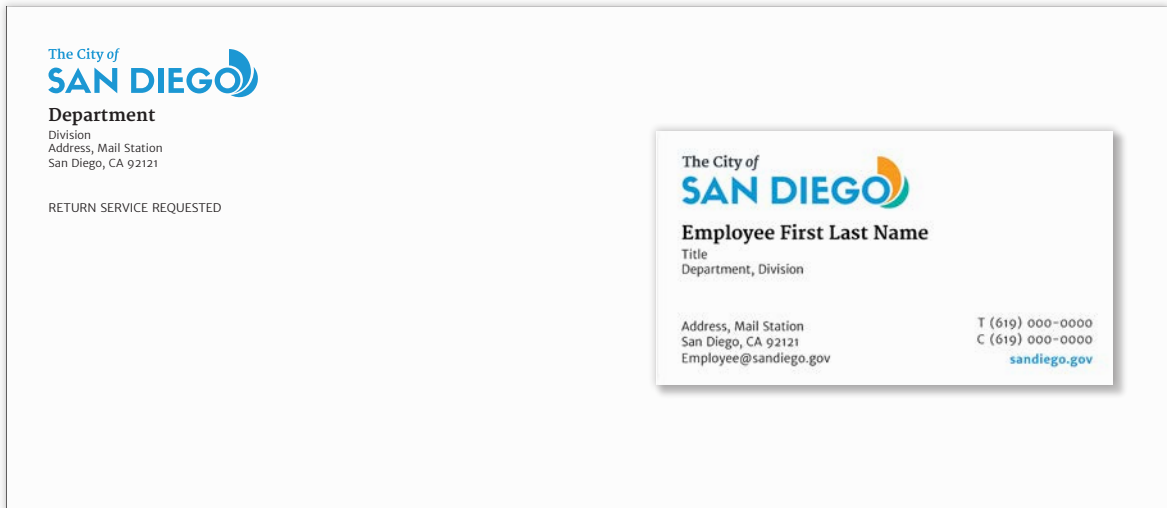 The City of
SAN DIEGO
Department
Division
Address, Mail Station
San Diego, CA 92121
RETURN SERVICE REQUESTED
The City of
SAN DIEGO
Employee First Last Name
Title
Department, Division
Address, Mail Station
San Diego, CA 92121
Employee@sandiego.gov
T (619) 000-0000
C (619) 000-0000
sandiego.gov